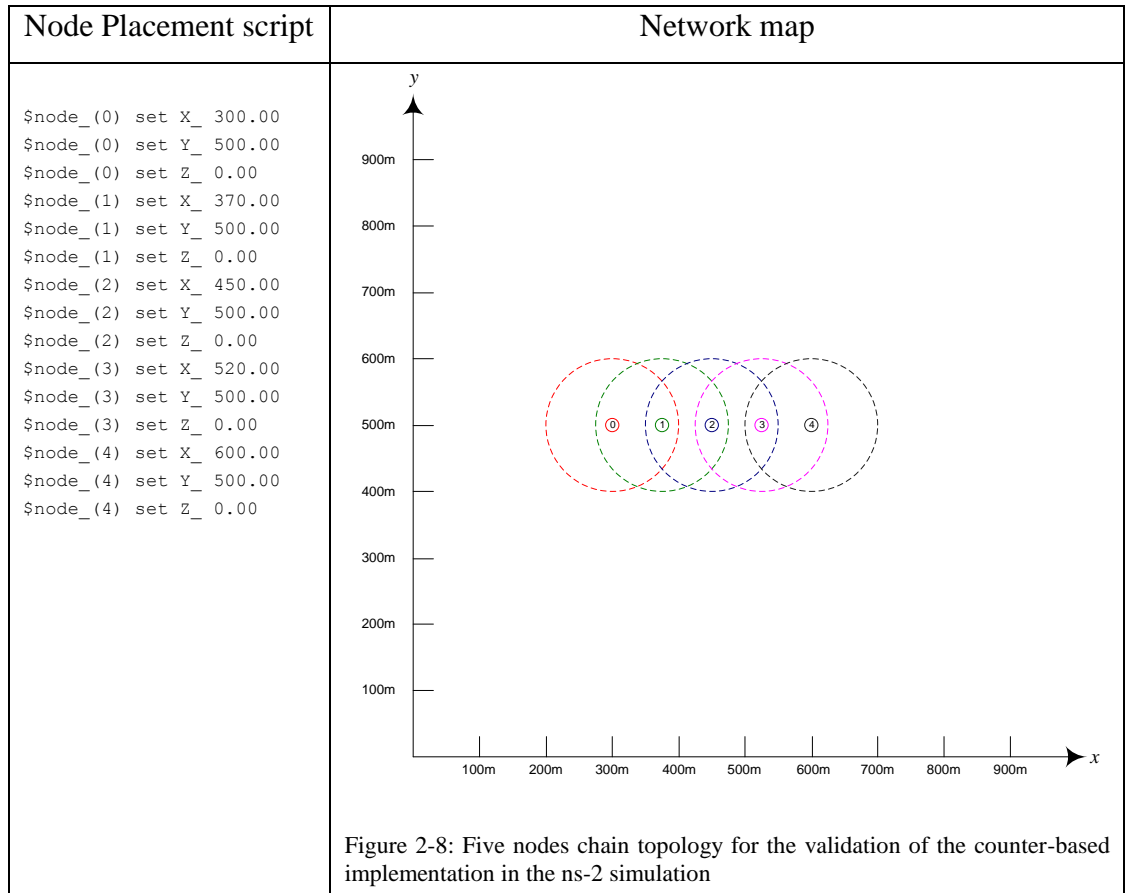 Node Placement script
Network map
$node_(0) set X_ 300.00
$node_(0) set Y_ 500.00
$node_(0) set Z_ 0.00
$node_(1) set X_ 370.00
$node_(1) set Y_ 500.00
$node_(1) set Z_ 0.00
$node_(2) set X_ 450.00
$node_(2) set Y_ 500.00
$node_(2) set Z_ 0.00
$node_(3) set X_ 520.00
$node_(3) set Y_ 500.00
$node_(3) set Z_ 0.00
$node_(4) set X_ 600.00
$node_(4) set Y_ 500.00
$node_(4) set Z_ 0.00
y
900m
800m
700m
600m
500m
400m
300m
200m
100m
0 1 2 3 4
100m 200m 300m 400m 500m 600m 700m 800m 900m
x
Figure 2-8: Five nodes chain topology for the validation of the counter-based
implementation in the ns-2 simulation